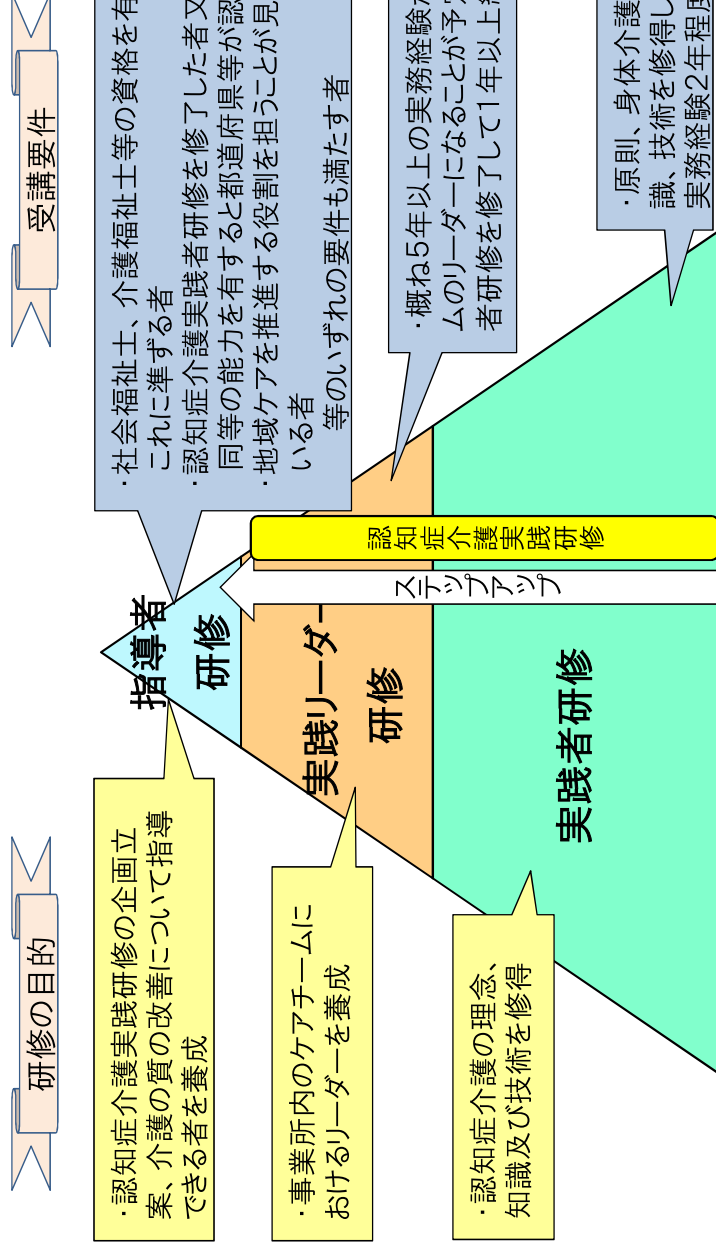 研修の目的
受講要件
・認知症介護実践研修の企画立
案、介護の質の改善について指導
できる者を養成
指導者
研修
・社会福祉士、介護福祉士等の資格を有
これに準ずる者
・認知症介護実践者研修を修了した者又
同等の能力を有すると都道府県等が認
・地域ケアを推進する役割を担うことが見
いる者
等のいずれの要件も満たす者
・事業所内のケアチームに
おけるリーダーを養成
実践リーダー
研修
・概ね5年以上の実務経験
ムのリーダーになることが予
者研修を修了して1年以上
ステップアップ
認知症介護実践研修
・認知症介護の理念、
知識及び技術を修得
実践者研修
・原則、身体介護
識、技術を修得し
実務経験2年程度